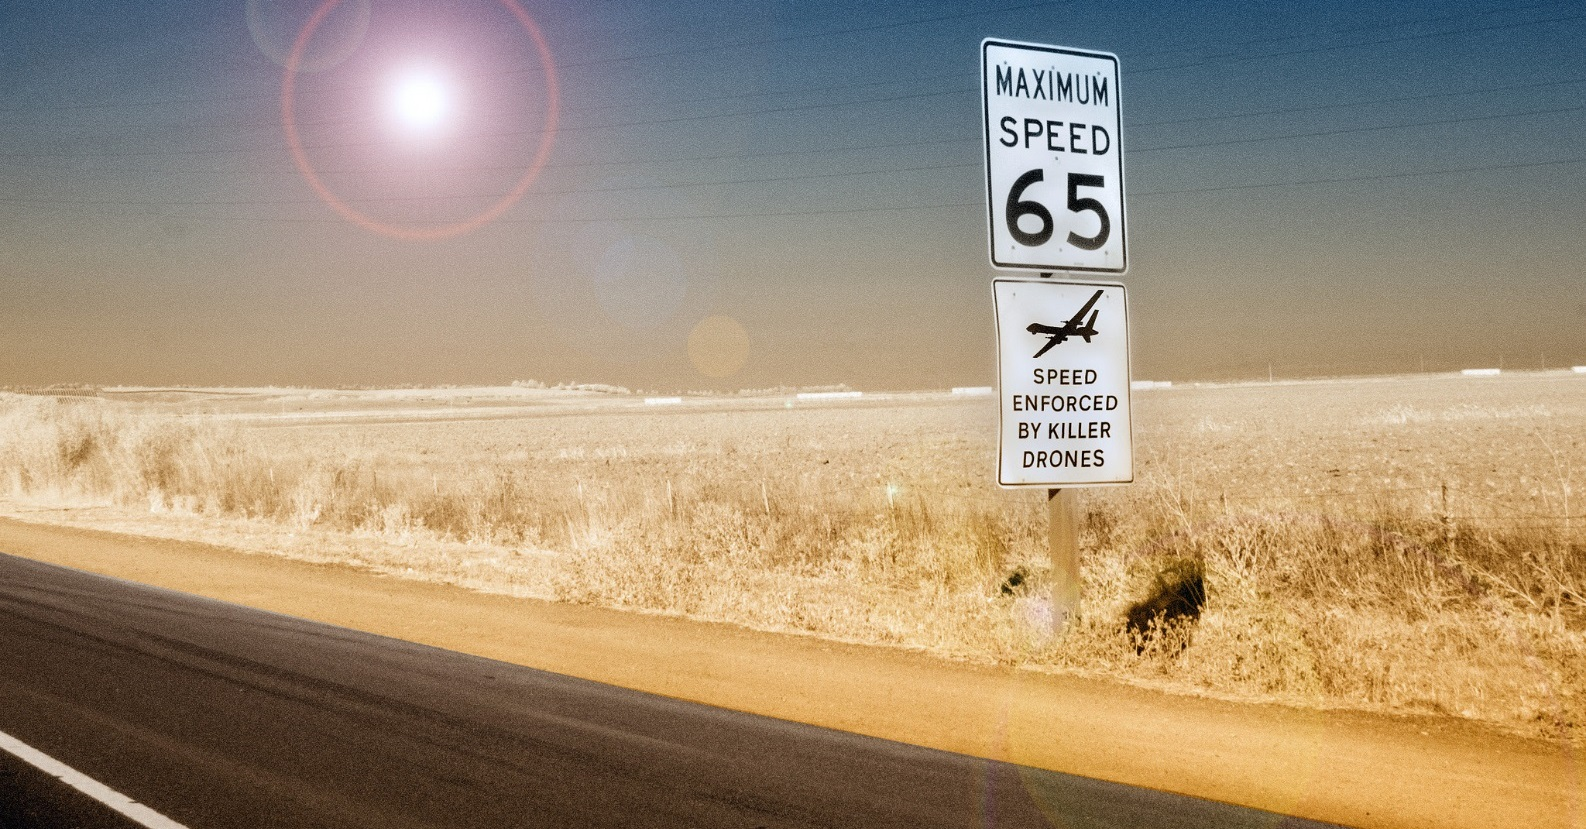 MAXIMUM
SPEED
65
SPEED
ENFORCED
BY KILLER
DRONES